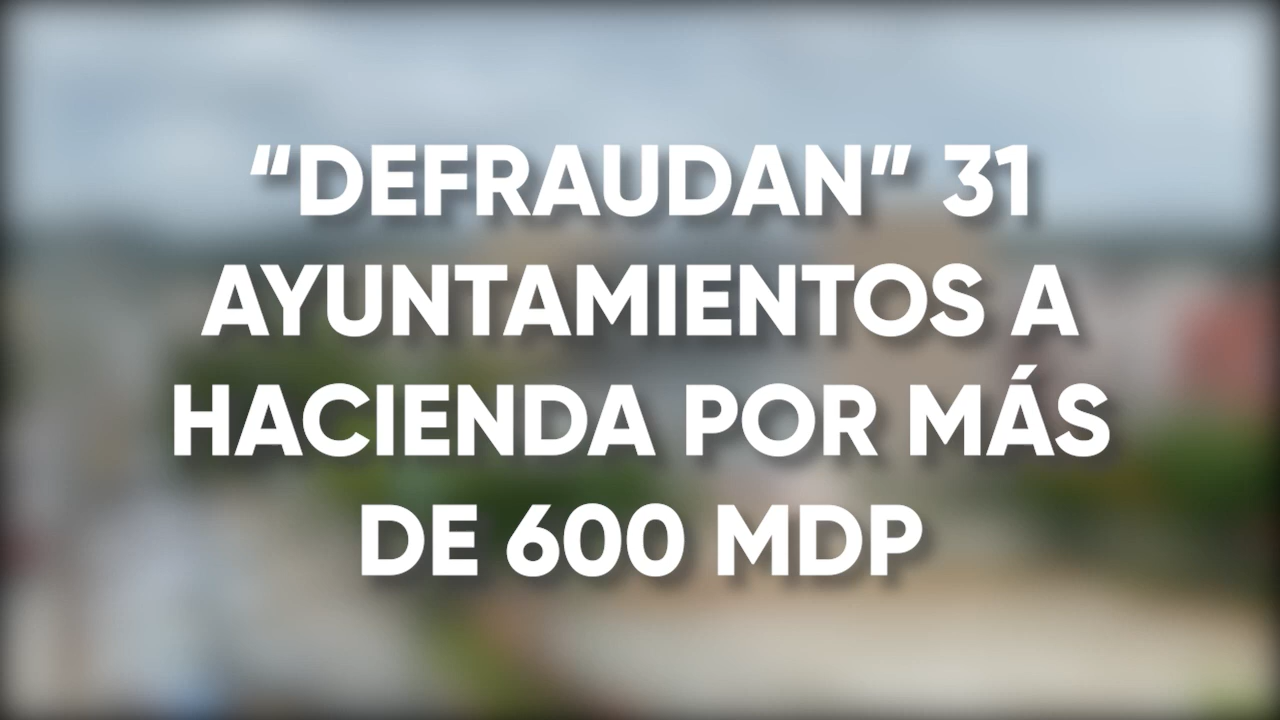 “DEFRAUDAN” 31
AYUNTAMIENTOS A
HACIENDA POR MÁS
DE 600 MDP